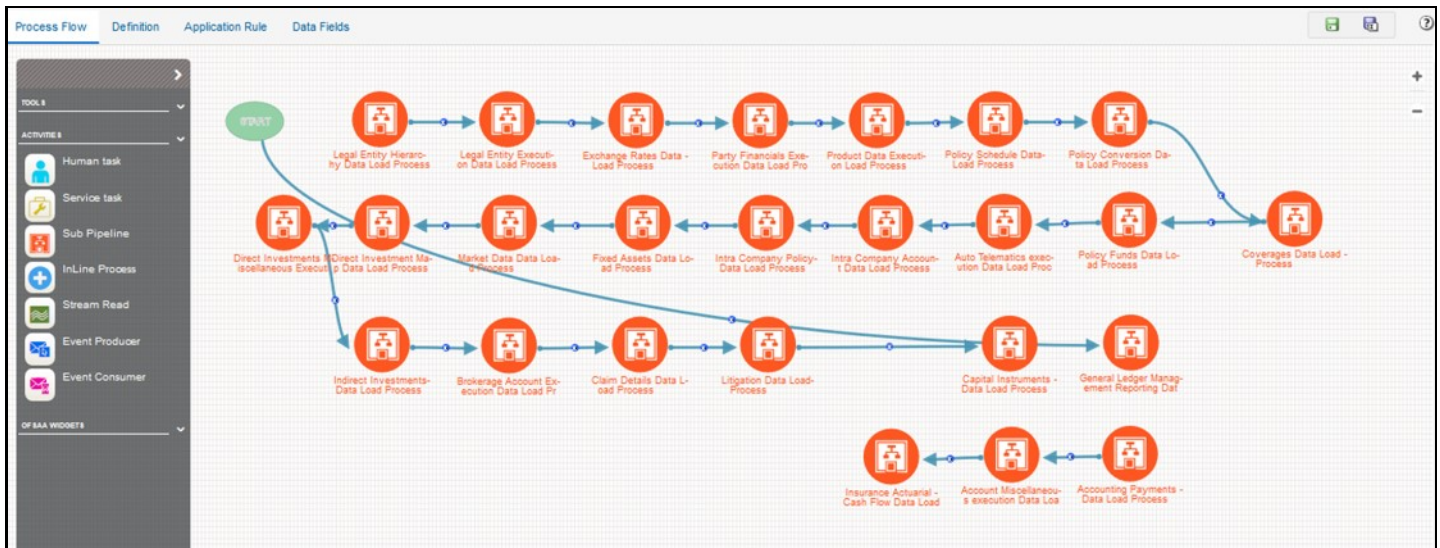 Process Flow Definition Application Rule Data Fields
TOOLS
ACTIVITIES
Human task
Service task
Sub Pipeline
InLine Process
Stream Read
Event Producer
Event Consumer
OFSAA WIDGETS
START
Legal Entity Hierarc-
hy Data Load Process
Legal Entity Executi-
on Data Load Process
Exchange Rates Data -
Load Process
Party Financials Exe-
cution Data Load Pro
Product Data Executi-
on Load Process
Policy Schedule Data-
Load Process
Policy Conversion Da-
ta Load Process
Direct Investments M
iscellaneous Executi
Direct Investment Ma-
p Data Load Process
Market Data Data Loa-
d Process
Fixed Assets Data Lo-
ad Process
Intra Company Policy-
Data Load Process
Intra Company Accoun-
t Data Load Process
Auto Telematics exec-
ution Data Load Proc
Policy Funds Data Lo-
ad Process
Coverages Data Load -
Process
Indirect Investments-
Data Load Process
Brokerage Account Ex-
ecution Data Load Pr
Claim Details Data L-
oad Process
Litigation Data Load-
Process
Capital Instruments -
Data Load Process
General Ledger Manag-
ement Reporting Dat
Insurance Actuarial -
Cash Flow Data Load
Account Miscellaneou-
s execution Data Loa
Accounting Payments -
Data Load Process